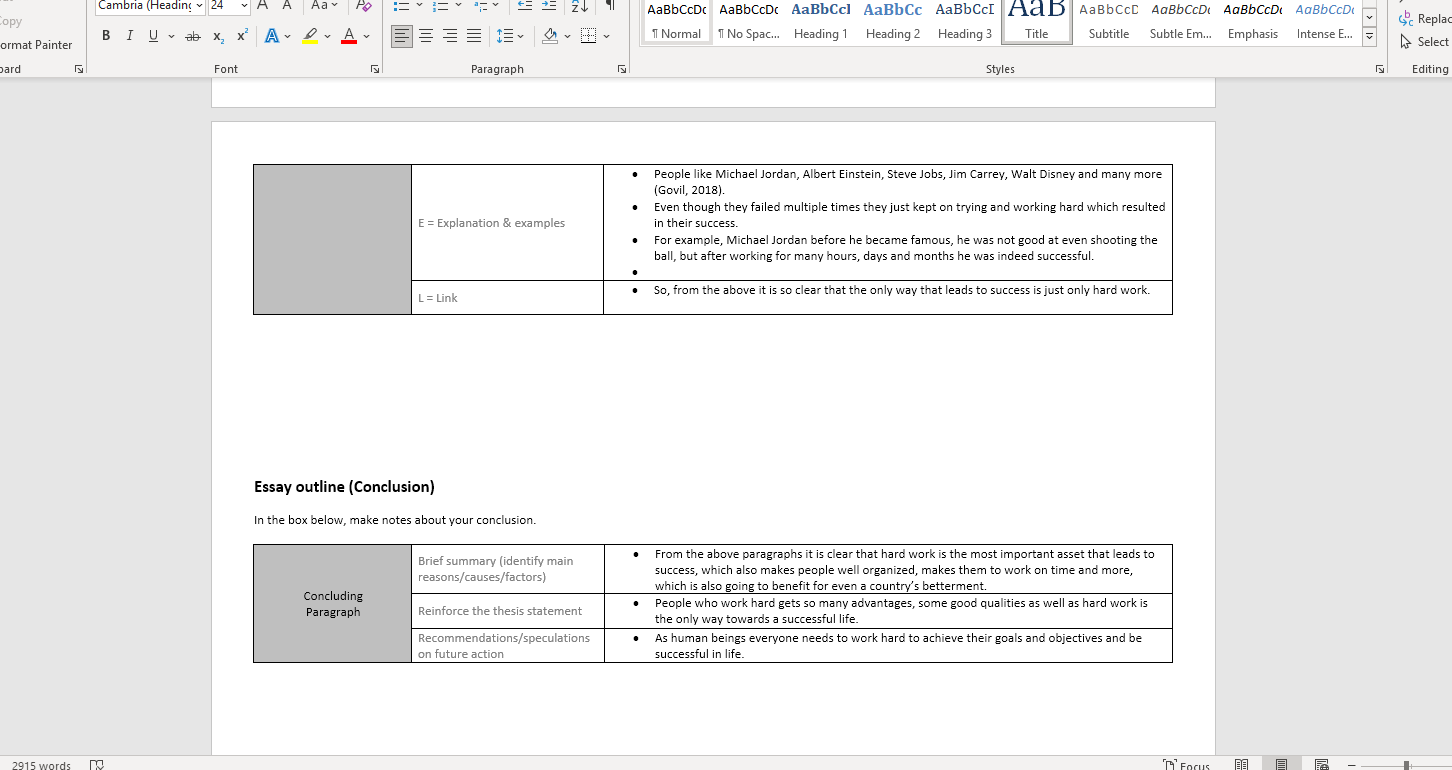 Copy
Format Painter
Cambria (Heading 24 A A Aa A
B I U ab x₂ x² A A
Font
Paragraph
AaBbCcDc AaBbCcDc AaBbCcI AaBbCc AaBbCcI AaB AaBbCcD AaBbCcDc AaBbCcDc AaBbCcDc
¶ Normal ¶ No Spac... Heading 1 Heading 2 Heading 3 Title Subtitle Subtle Em... Emphasis Intense E...
Styles
Replac
Select
Editing
E = Explanation & examples
• People like Michael Jordan, Albert Einstein, Steve Jobs, Jim Carrey, Walt Disney and many more
(Govil, 2018).
• Even though they failed multiple times they just kept on trying and working hard which resulted
in their success.
• For example, Michael Jordan before he became famous, he was not good at even shooting the
ball, but after working for many hours, days and months he was indeed successful.
•
L = Link
• So, from the above it is so clear that the only way that leads to success is just only hard work.
Essay outline (Conclusion)
In the box below, make notes about your conclusion.
Concluding
Paragraph
Brief summary (identify main
reasons/causes/factors)
• From the above paragraphs it is clear that hard work is the most important asset that leads to
success, which also makes people well organized, makes them to work on time and more,
which is also going to benefit for even a country's betterment.
Reinforce the thesis statement
• People who work hard gets so many advantages, some good qualities as well as hard work is
the only way towards a successful life.
Recommendations/speculations
on future action
• As human beings everyone needs to work hard to achieve their goals and objectives and be
successful in life.
2915 words
Focus